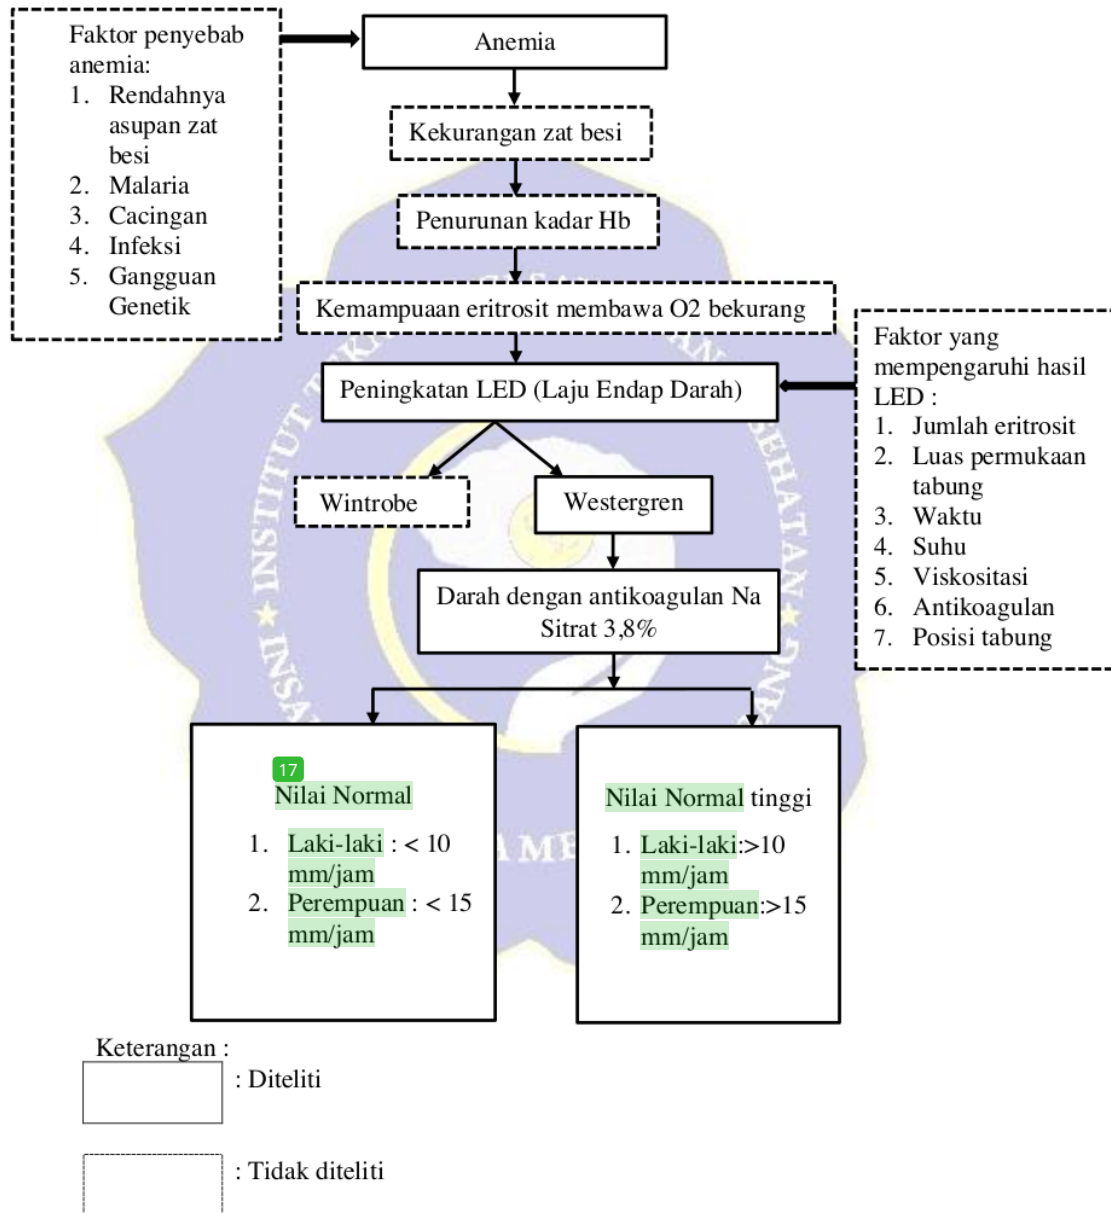 Faktor penyebab
anemia:
1. Rendahnya
asupan zat
besi
2. Malaria
3. Cacingan
4. Infeksi
5. Gangguan
Genetik
Anemia
Kekurangan zat besi
Penurunan kadar Hb
Kemampuaan eritrosit membawa O2 bekurang
Peningkatan LED (Laju Endap Darah)
Faktor yang
mempengaruhi hasil
LED :
1. Jumlah eritrosit
2. Luas permukaan
tabung
3. Waktu
4. Suhu
5. Viskositasi
6. Antikoagulan
7. Posisi tabung
Wintrobe
Westergren
Darah dengan antikoagulan Na
Sitrat 3,8%
17
Nilai Normal
1. Laki-laki : < 10
mm/jam
2. Perempuan : < 15
mm/jam
Nilai Normal tinggi
1. Laki-laki:>10
mm/jam
2. Perempuan:>15
mm/jam
Keterangan :
: Diteliti
: Tidak diteliti
INSTITUT